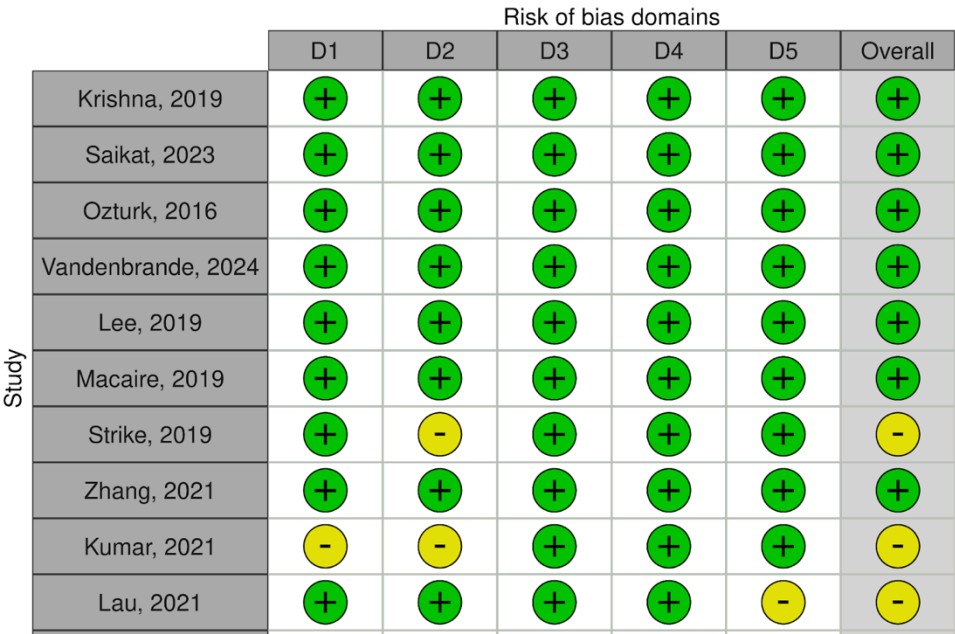 Risk of bias domains
D1 D2 D3 D4 D5 Overall
Study
Krishna, 2019 + + + + + +
Saikat, 2023 + + + + + +
Ozturk, 2016 + + + + + +
Vandenbrande, 2024 + + + + + +
Lee, 2019 + + + + + +
Macaire, 2019 + + + + + +
Strike, 2019 + - + + + -
Zhang, 2021 + + + + + +
Kumar, 2021 - - + + + -
Lau, 2021 + + + + - -